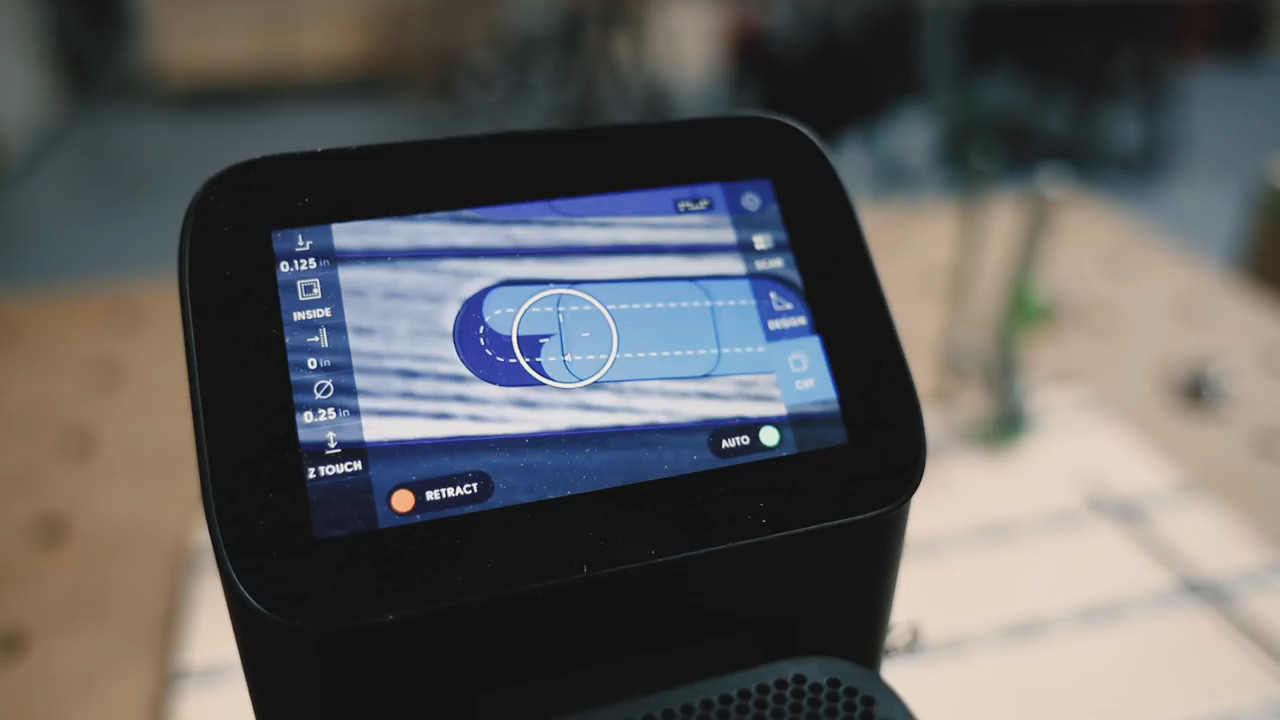 0.125 in
INSIDE
0 in
0.25 in
Z TOUCH
RETRACT
AUTO
SCAN
DESIGN
CUT